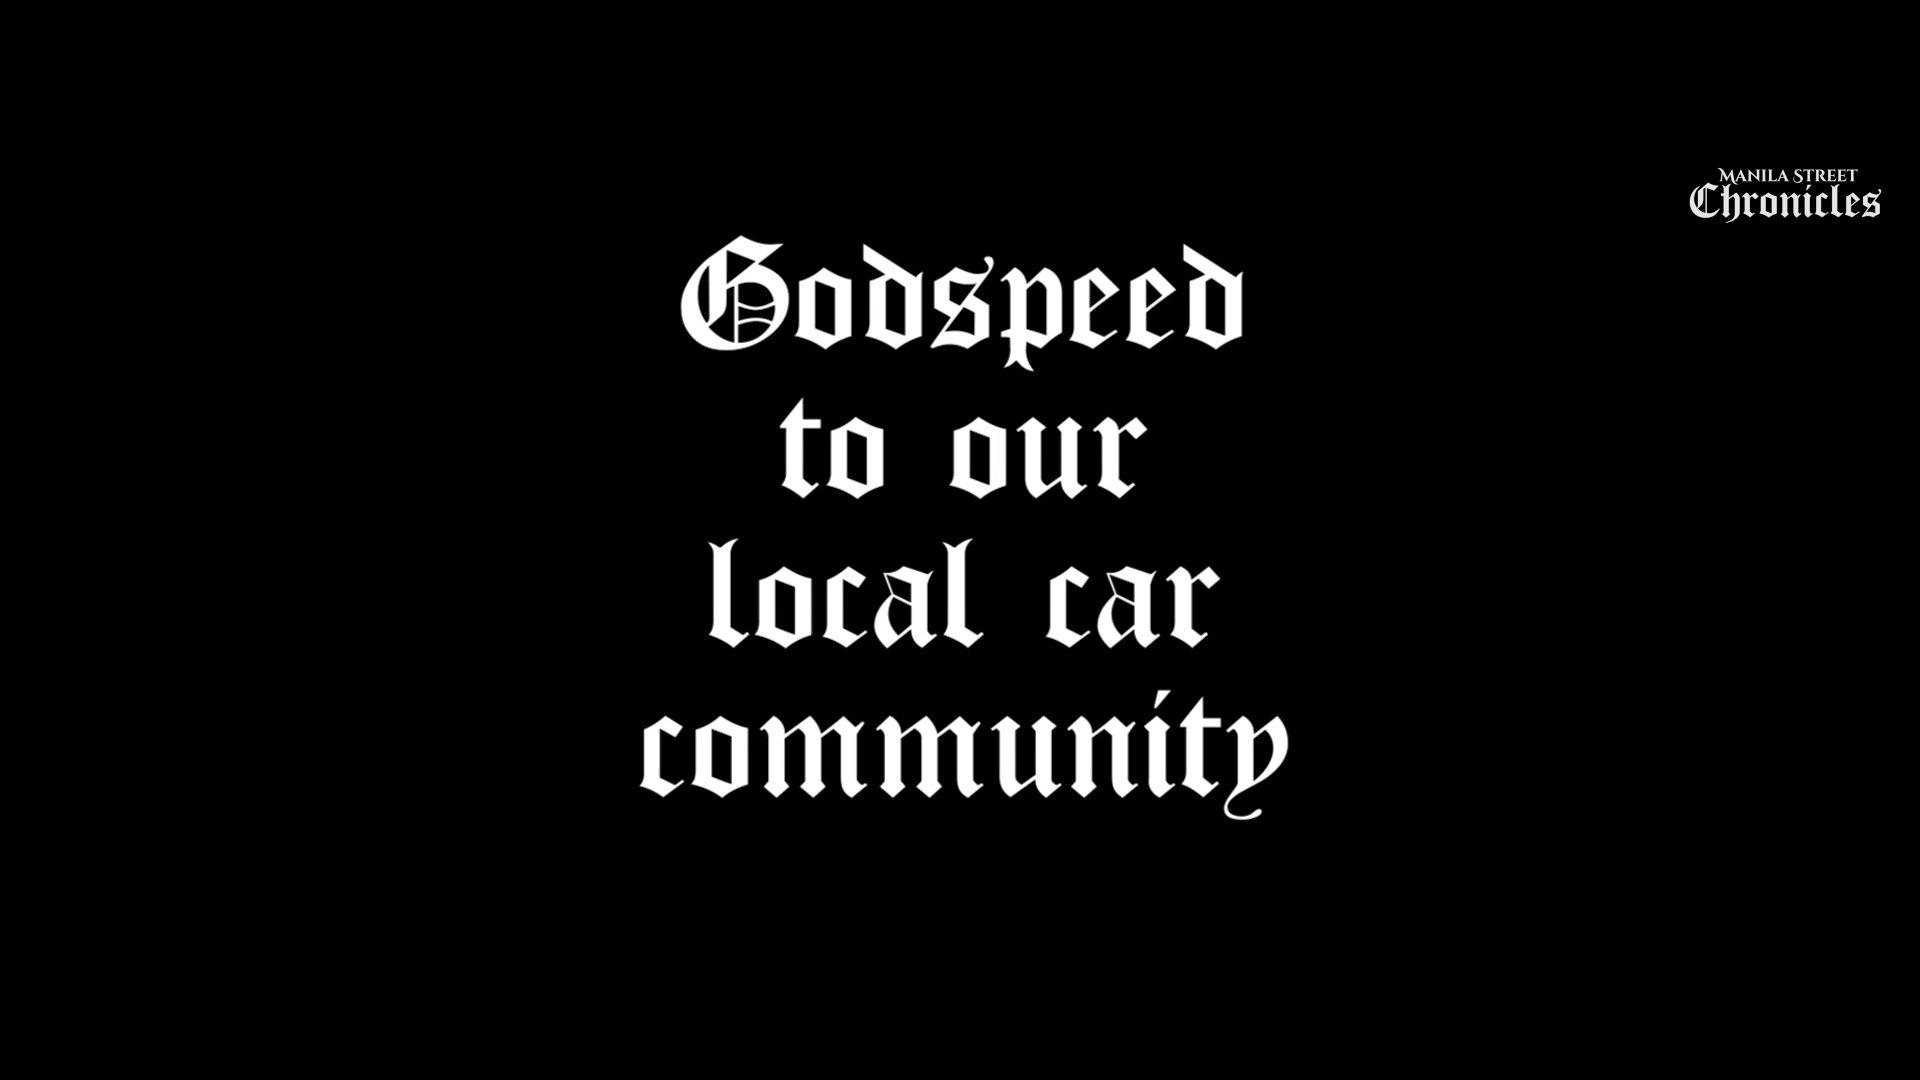 MANILA STREET
Chronicles
Godspeed
to our
local car
community